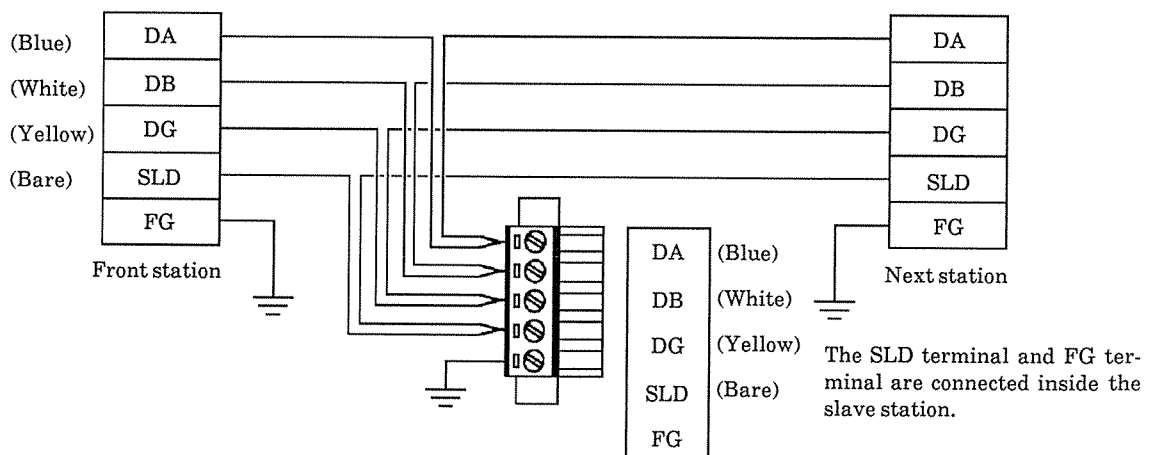 (Blue) DA
(White) DB
(Yellow) DG
(Bare) SLD
FG
Front station
DA
DB
DG
SLD
FG
Next station
DA (Blue)
DB (White)
DG (Yellow)
SLD (Bare)
FG
The SLD terminal and FG ter-
minal are connected inside the
slave station.